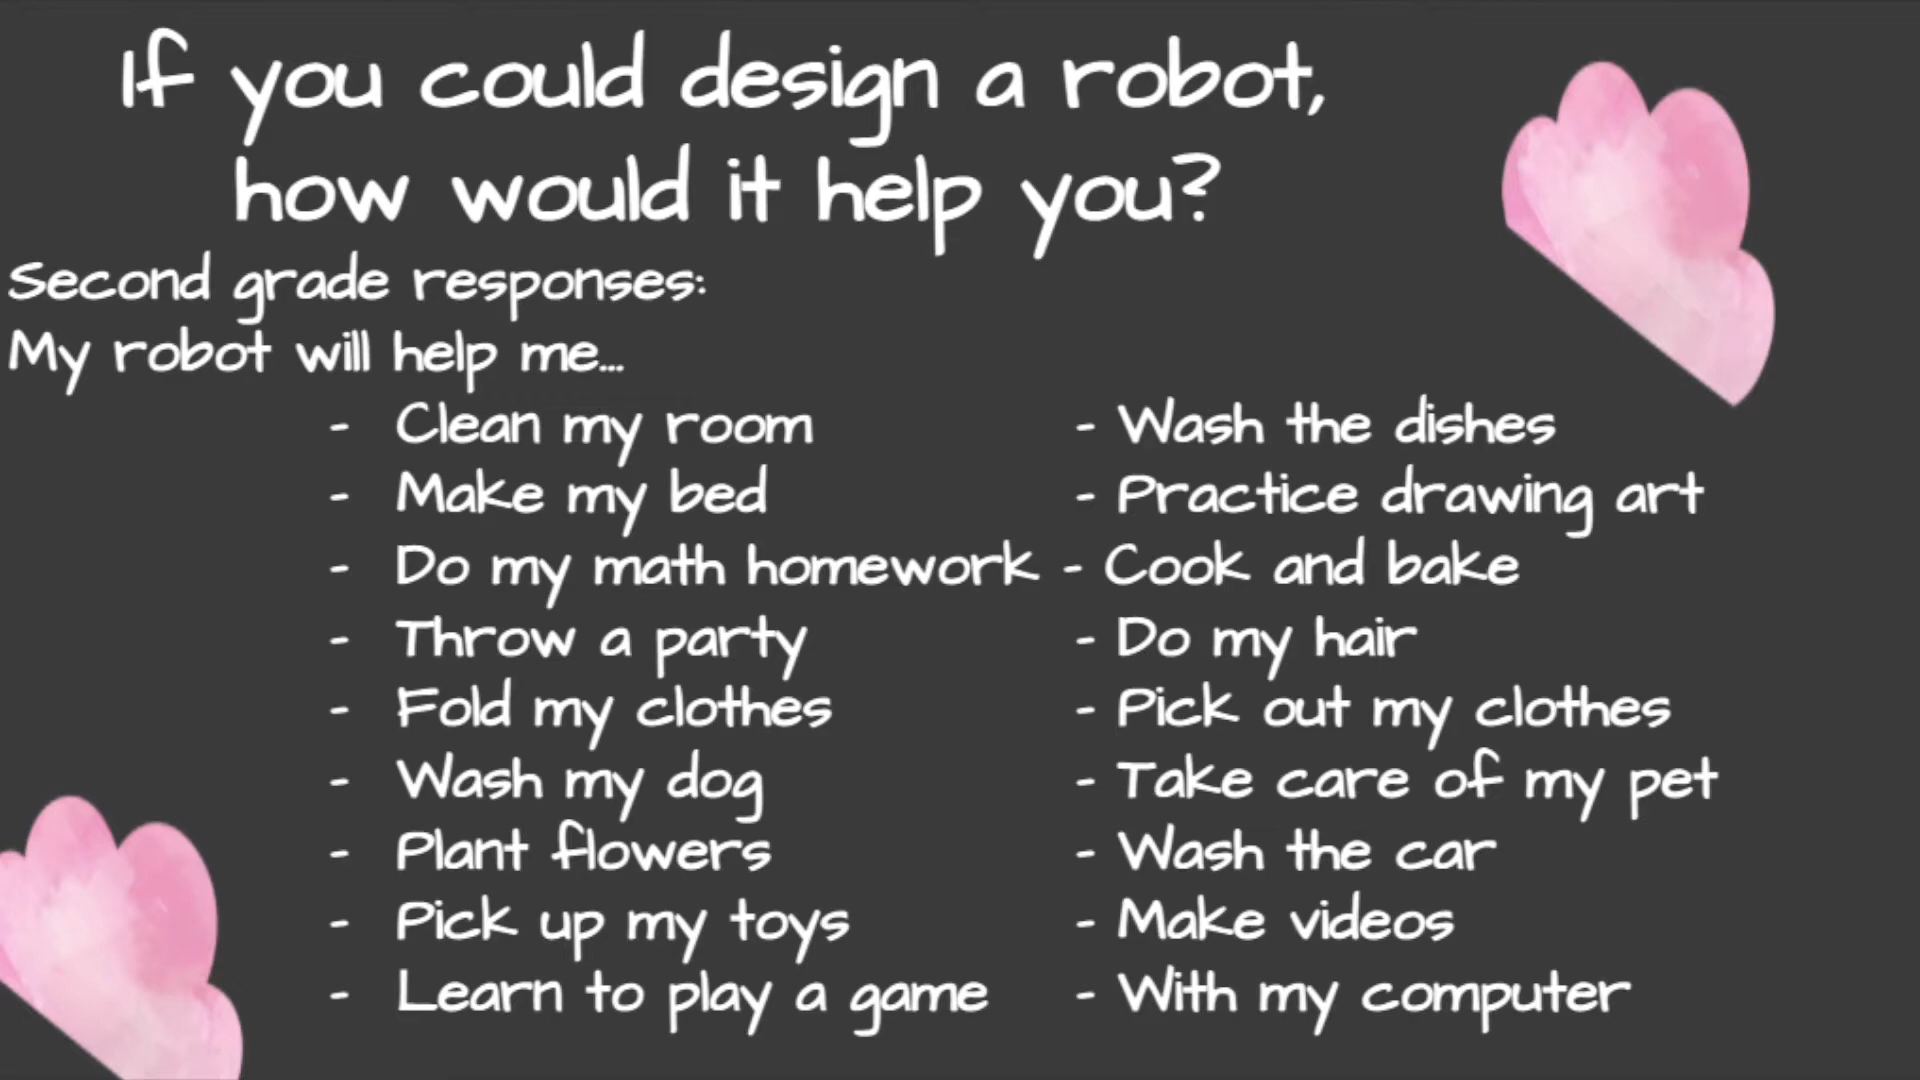 If you could design a robot,
how would it help you?
Second grade responses:
My robot will help me...
- Clean my room
- Make my bed
- Do my math homework
- Throw a party
- Fold my clothes
- Wash my dog
- Plant flowers
- Pick up my toys
- Learn to play a game
- Wash the dishes
- Practice drawing art
- Cook and bake
- Do my hair
- Pick out my clothes
- Take care of my pet
- Wash the car
- Make videos
- With my computer